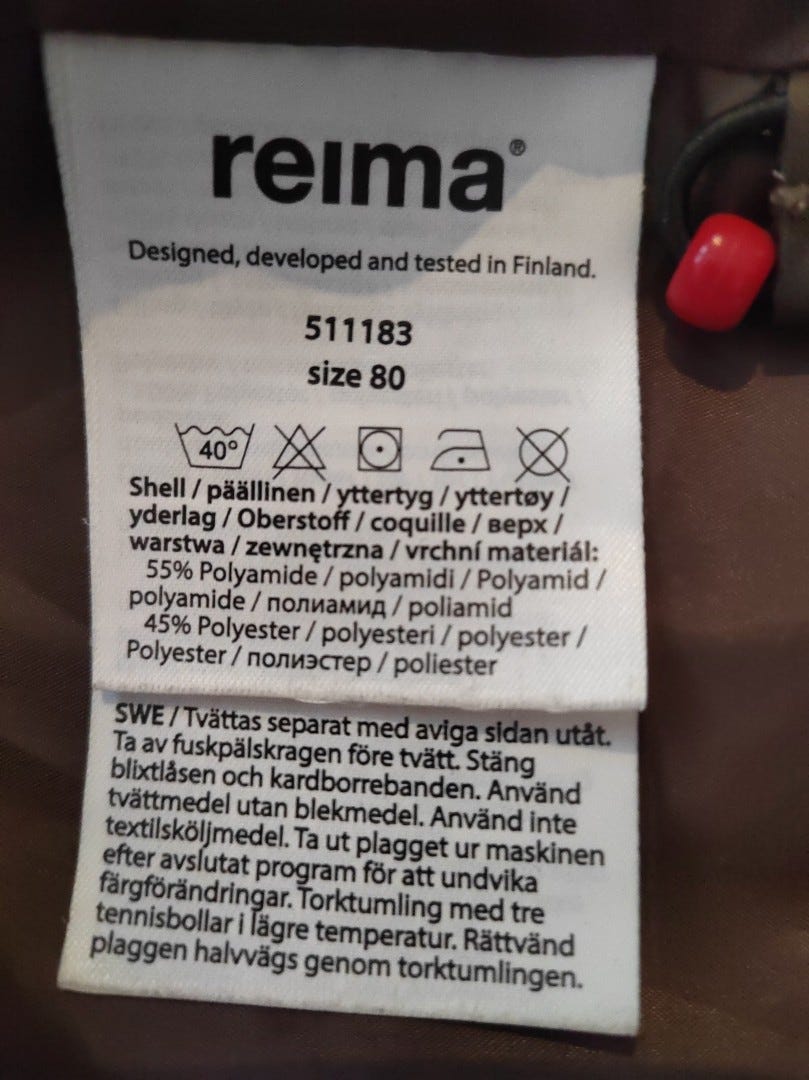 reima®
Designed, developed and tested in Finland.
511183
size 80
40°
Shell / päällinen / yttertyg / yttertøy /
yderlag / Oberstoff / coquille / верх /
warstwa / zewnętrzna / vrchní materiál:
55% Polyamide / polyamidi / Polyamid /
polyamide / полиамид / poliamid
45% Polyester / polyesteri / polyester /
Polyester / полиэстер / poliester
SWE / Tvättas separat med aviga sidan utåt.
Ta av fuskpälskragen före tvätt. Stäng
blixtlåsen och kardborrebanden. Använd
tvättmedel utan blekmedel. Använd inte
textilsköljmedel. Ta ut plagget ur maskinen
efter avslutat program för att undvika
färgförändringar. Torktumling med tre
tennisbollar i lägre temperatur. Rättvänd
plaggen halvvägs genom torktumlingen.